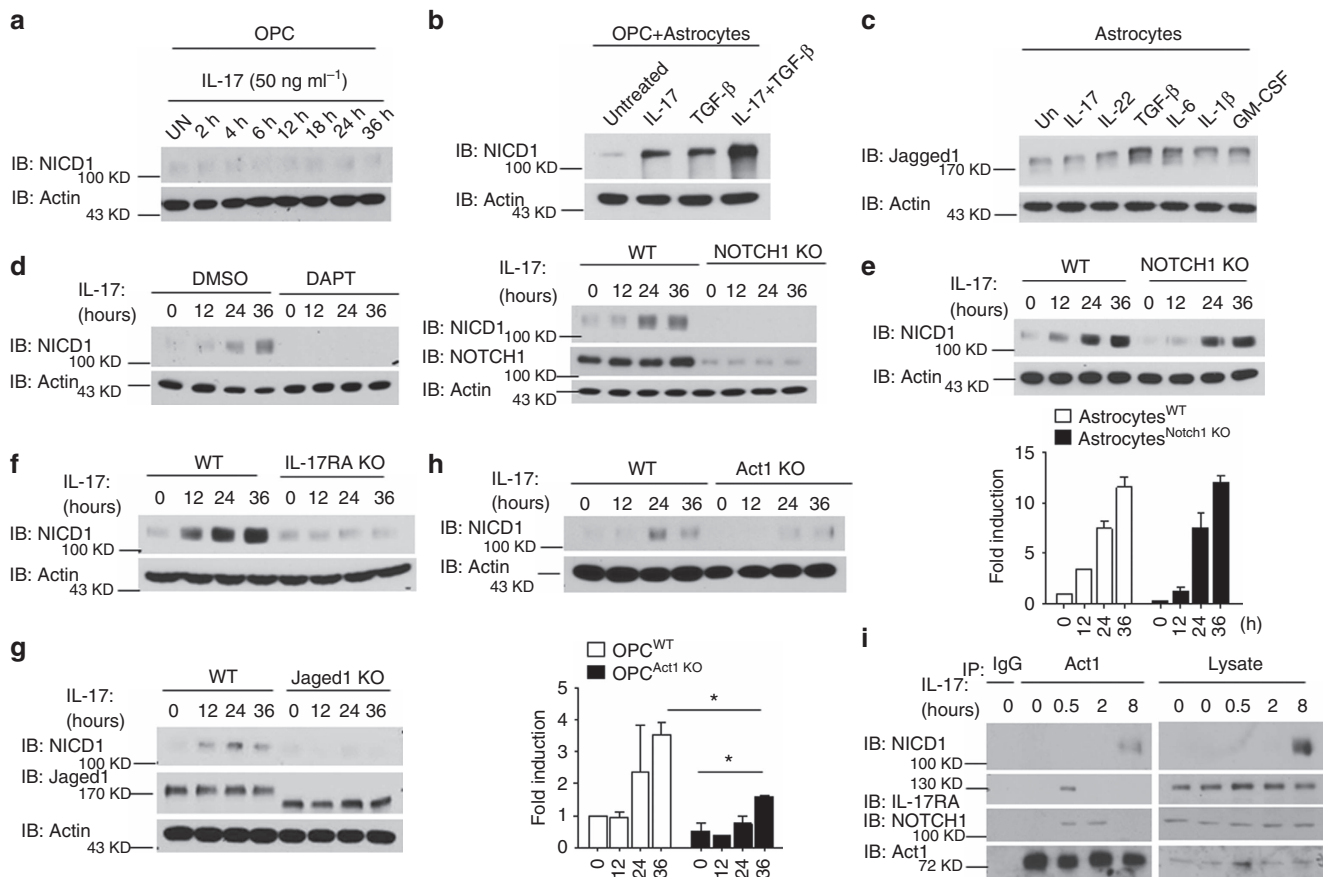 a
OPC
IL-17 (50 ng ml⁻¹)
UN 2 h 4 h 6 h 12 h 18 h 24 h 36 h
IB: NICD1
100 KD
IB: Actin
43 KD
b
OPC+Astrocytes
Untreated IL-17 TGF-β IL-17+TGF-β
IB: NICD1
100 KD
IB: Actin
43 KD
c
Astrocytes
Un IL-17 IL-22 TGF-β IL-6 IL-1β GM-CSF
IB: Jagged1
170 KD
IB: Actin
43 KD
d
DMSO DAPT
IL-17:
(hours) 0 12 24 36 0 12 24 36
IB: NICD1
100 KD
IB: Actin
43 KD
WT NOTCH1 KO
IL-17:
(hours) 0 12 24 36 0 12 24 36
IB: NICD1
100 KD
IB: NOTCH1
100 KD
IB: Actin
43 KD
e
WT NOTCH1 KO
IL-17:
(hours) 0 12 24 36 0 12 24 36
IB: NICD1
100 KD
IB: Actin
43 KD
Astrocytes^WT
Astrocytes^Notch1 KO
Fold induction
15
10
5
0
0 12 24 36 0 12 24 36 (h)
f
WT IL-17RA KO
IL-17:
(hours) 0 12 24 36 0 12 24 36
IB: NICD1
100 KD
IB: Actin
43 KD
h
WT Act1 KO
IL-17:
(hours) 0 12 24 36 0 12 24 36
IB: NICD1
100 KD
IB: Actin
43 KD
OPC^WT
OPC^Act1 KO
Fold induction
5
4
3
2
1
0
* *
0 12 24 36 0 12 24 36
g
WT Jaged1 KO
IL-17:
(hours) 0 12 24 36 0 12 24 36
IB: NICD1
100 KD
IB: Jaged1
170 KD
IB: Actin
43 KD
i
IP: IgG Act1 Lysate
IL-17:
(hours) 0 0 0.5 2 8 0 0 0.5 2 8
IB: NICD1
100 KD
130 KD
IB: IL-17RA
IB: NOTCH1
100 KD
IB: Act1
72 KD